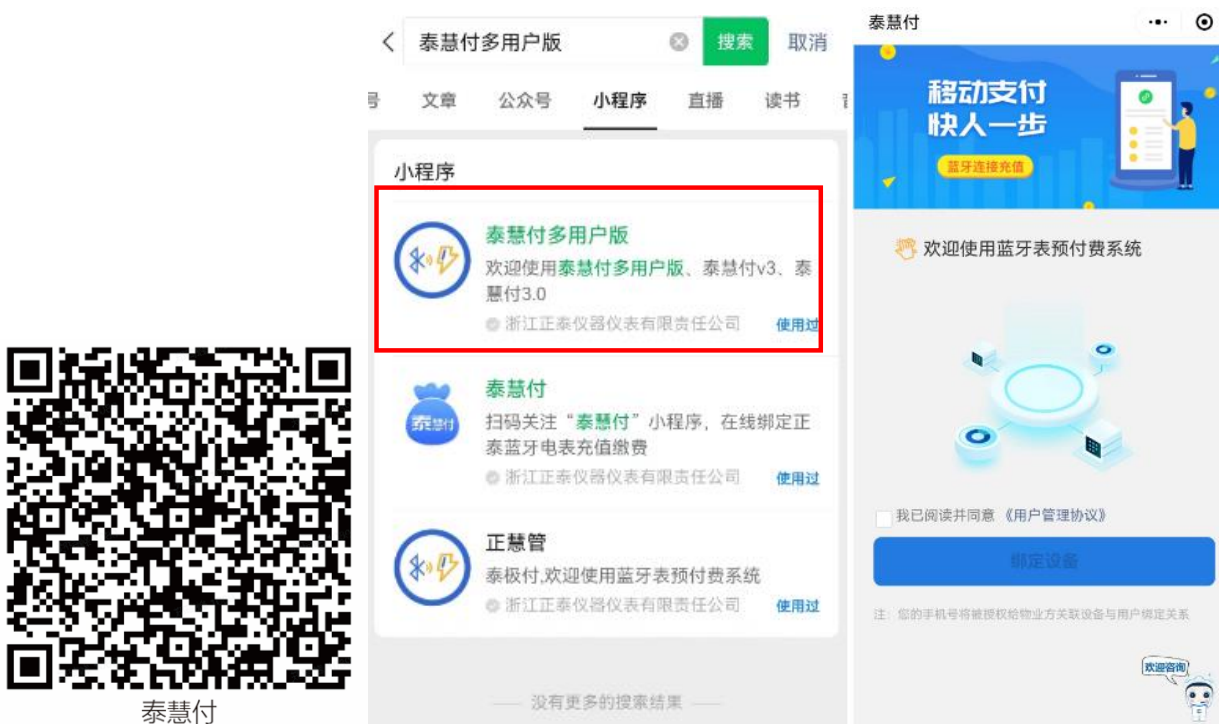 泰慧付
泰慧付多用户版
搜索
取消
号
文章
公众号
小程序
直播
读书
小程序
泰慧付多用户版
欢迎使用泰慧付多用户版、泰慧付v3、泰
慧付3.0
浙江正泰仪器仪表有限责任公司
使用过
泰慧付
泰慧付
扫码关注“泰慧付”小程序，在线绑定正
泰蓝牙电表充值缴费
浙江正泰仪器仪表有限责任公司
使用过
正慧管
泰极付,欢迎使用蓝牙表预付费系统
浙江正泰仪器仪表有限责任公司
使用过
没有更多的搜索结果
泰慧付
移动支付
快人一步
蓝牙连接充值
欢迎使用蓝牙表预付费系统
我已阅读并同意《用户管理协议》
绑定设备
注：您的手机号将被授权给物业方关联设备与用户绑定关系
欢迎咨询